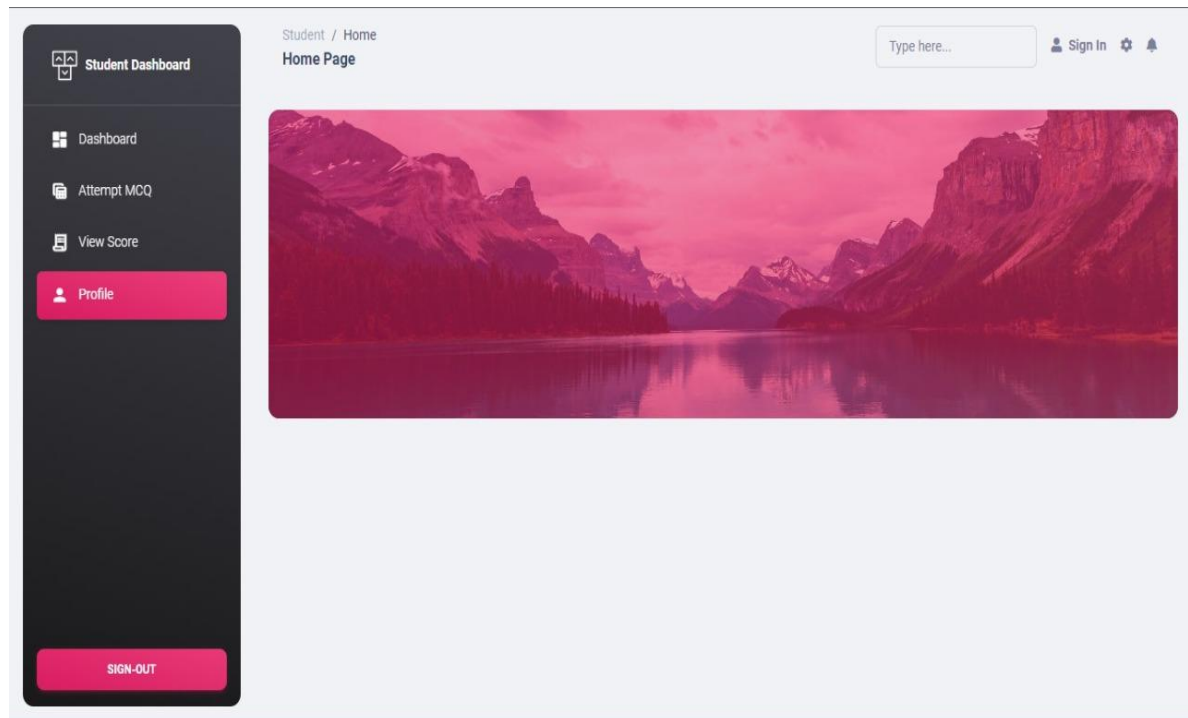 Student Dashboard
Dashboard
Attempt MCQ
View Score
Profile
SIGN-OUT
Student / Home
Home Page
Type here...
Sign In